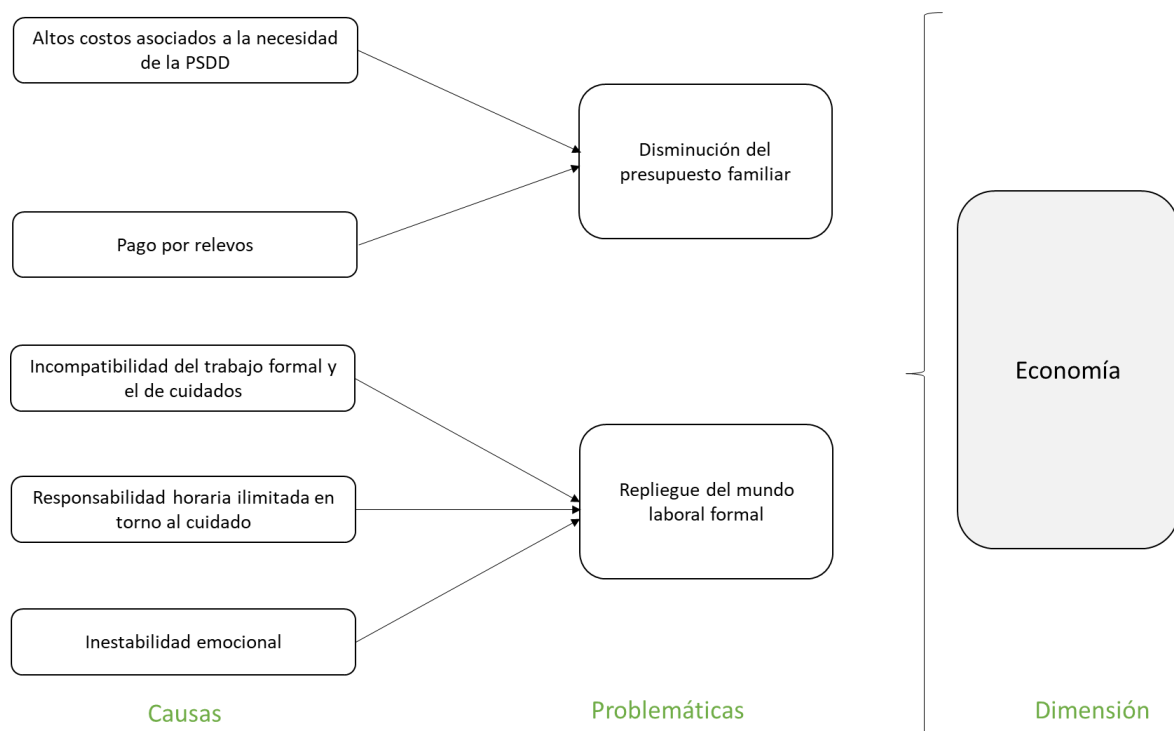 Altos costos asociados a la necesidad
de la PSDD
Pago por relevos
Disminución del
presupuesto familiar
Incompatibilidad del trabajo formal y
el de cuidados
Responsabilidad horaria ilimitada en
torno al cuidado
Inestabilidad emocional
Repliegue del mundo
laboral formal
Economía
Causas
Problemáticas
Dimensión